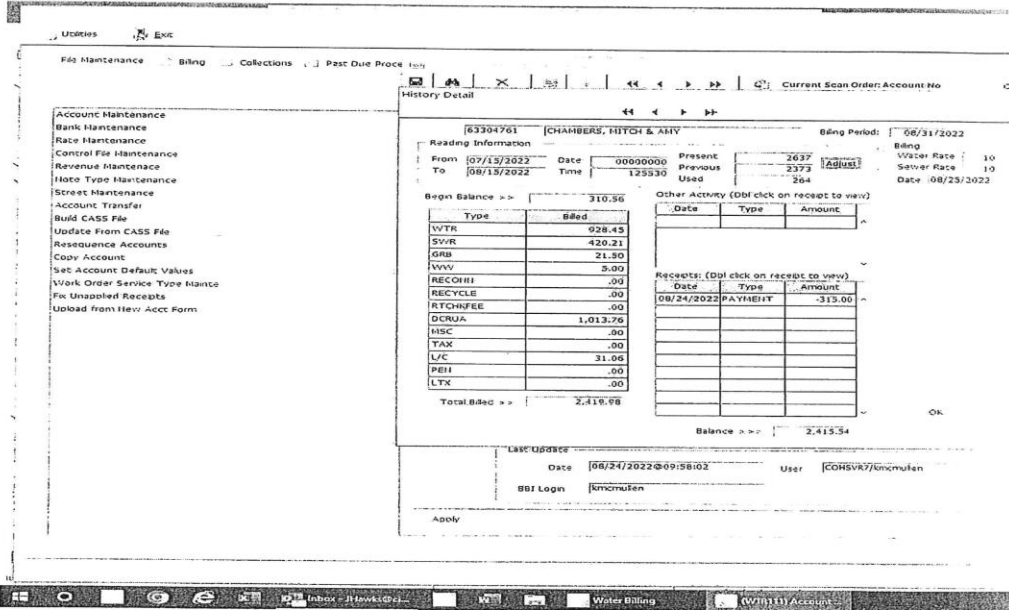 Utilities Exit
File Maintenance Billing Collections Past Due Proce
Current Scan Order: Account No
History Detail
Account Maintenance
Bank Maintenance
Rate Maintenance
Control File Maintenance
Revenue Maintenace
Note Type Maintenance
Street Maintenance
Account Transfer
Build CASS File
Update From CASS File
Resequence Accounts
Copy Account
Set Account Default Values
Work Order Service Type Mainte
Fix Unapplied Receipts
Upload from New Acct Form
63304761 CHAMBERS, MITCH & AMY Billing Period: 08/31/2022
Reading Information
From 07/15/2022 Date 00000000 Present 2637 Adjust
To 08/15/2022 Time 125530 Previous 2373
Used 264
Billing
Water Rate 10
Sewer Rate 10
Date 08/25/2022
Begin Balance >> 310.56
Type Billed
WTR 928.45
SWR 420.21
GRB 21.50
WW 5.00
RECONN .00
RECYCLE .00
RTCHKFEE .00
DCRUA 1,013.76
MSC .00
TAX .00
L/C 31.06
PEN .00
LTX .00
Total Billed >> 2,419.98
Other Activity (Dbl click on receipt to view)
Date Type Amount
Receipts: (Dbl click on receipt to view)
Date Type Amount
08/24/2022 PAYMENT -315.00
OK
Balance >>> 2,415.54
Last Update
Date 08/24/2022@09:58:02 User COHSVR7/kmcmullen
BBI Login kmcmullen
Apply
Inbox - JHawks@ci...
Water Billing
(WTR111) Account ...